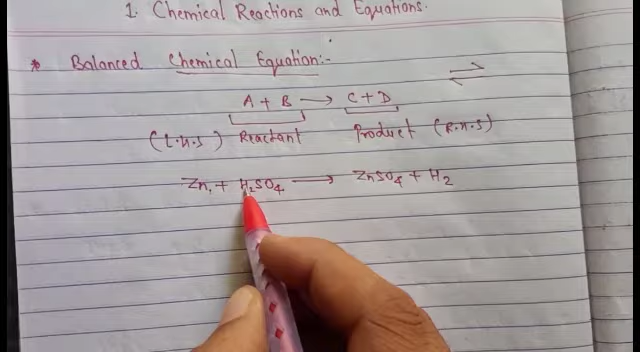 1. Chemical Reactions and Equations.
* Balanced Chemical Equation:-
A + B → C + D ⇌
(L.H.S) Reactant Product (R.H.S)
Zn, + H₂SO₄ → ZnSO₄ + H₂